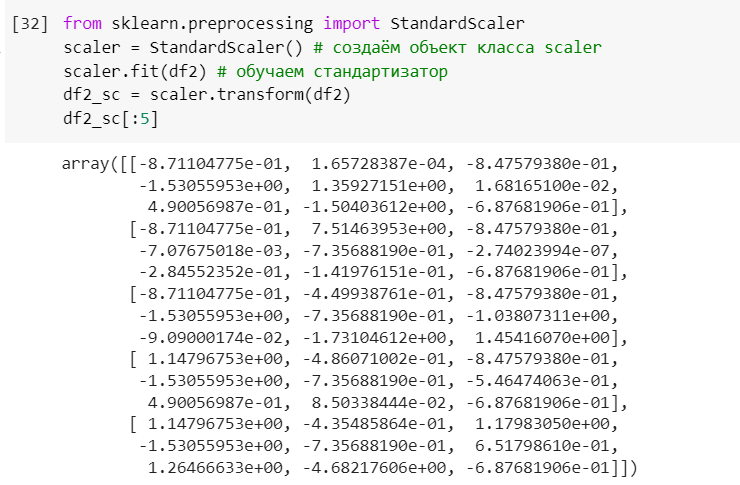 [32] from sklearn.preprocessing import StandardScaler
scaler = StandardScaler() # создаём объект класса scaler
scaler.fit(df2) # обучаем стандартизатор
df2_sc = scaler.transform(df2)
df2_sc[:5]
array([[-8.71104775e-01,  1.65728387e-04, -8.47579380e-01,
-1.53055953e+00,  1.35927151e+00,  1.68165100e-02,
4.90056987e-01, -1.50403612e+00, -6.87681906e-01],
[-8.71104775e-01,  7.51463953e+00, -8.47579380e-01,
-7.07675018e-03, -7.35688190e-01, -2.74023994e-07,
-2.84552352e-01, -1.41976151e+00, -6.87681906e-01],
[-8.71104775e-01, -4.49938761e-01, -8.47579380e-01,
-1.53055953e+00, -7.35688190e-01, -1.03807311e+00,
-9.09000174e-02, -1.73104612e+00,  1.45416070e+00],
[ 1.14796753e+00, -4.86071002e-01, -8.47579380e-01,
-1.53055953e+00, -7.35688190e-01, -5.46474063e-01,
4.90056987e-01,  8.50338444e-02, -6.87681906e-01],
[ 1.14796753e+00, -4.35485864e-01,  1.17983050e+00,
-1.53055953e+00, -7.35688190e-01,  6.51798610e-01,
1.26466633e+00, -4.68217606e+00, -6.87681906e-01]])